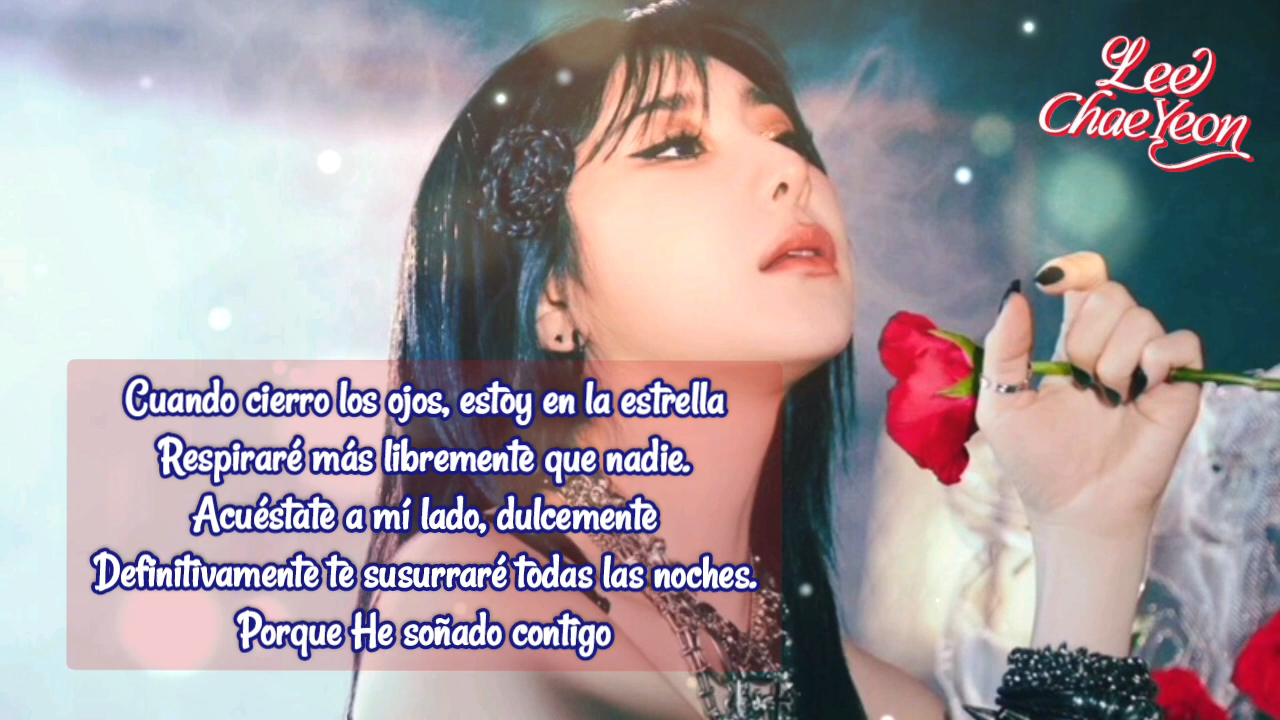 Lee
ChaeYeon
Cuando cierro los ojos, estoy en la estrella
Respiraré más libremente que nadie.
Acuéstate a mí lado, dulcemente
Definitivamente te susurraré todas las noches.
Porque He soñado contigo